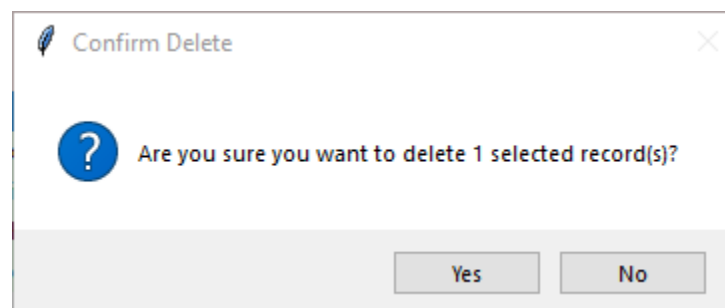 Confirm Delete
Are you sure you want to delete 1 selected record(s)?
Yes No